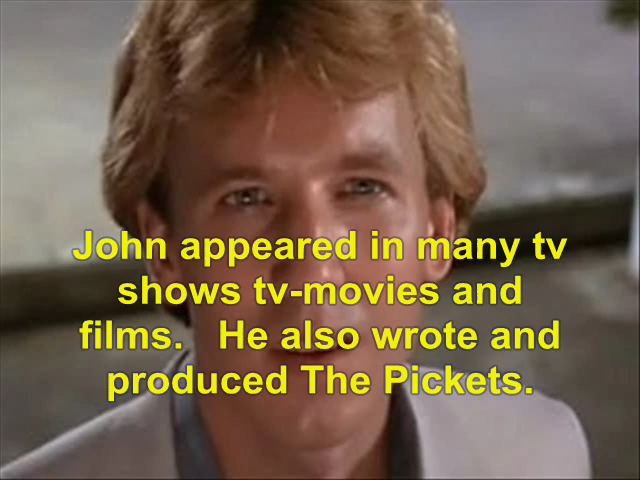 John appeared in many tv
shows tv-movies and
films.   He also wrote and
produced The Pickets.